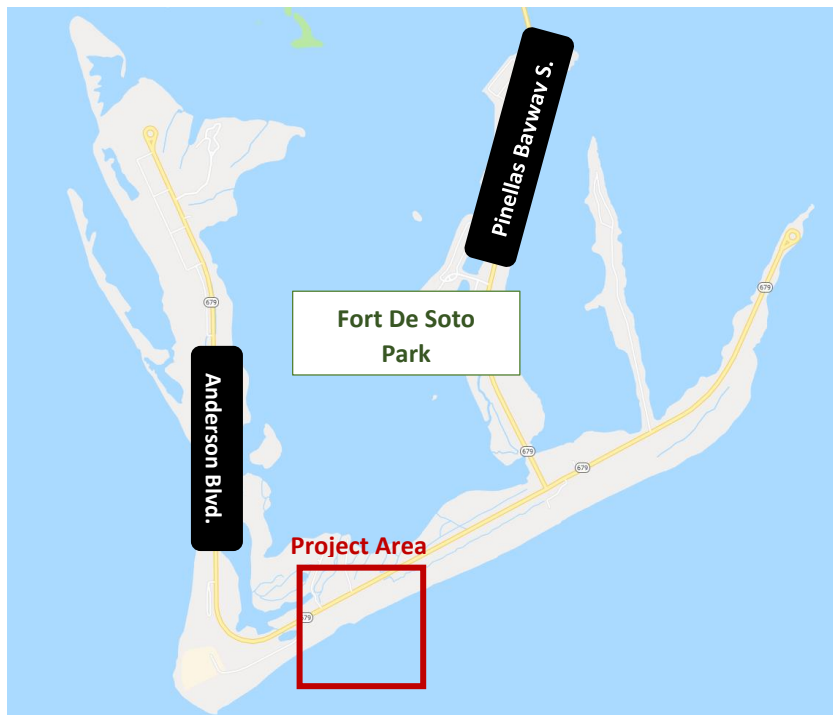 Pinellas Bayway S.
679
Fort De Soto
Park
679
Anderson Blvd.
679
679
Project Area
679